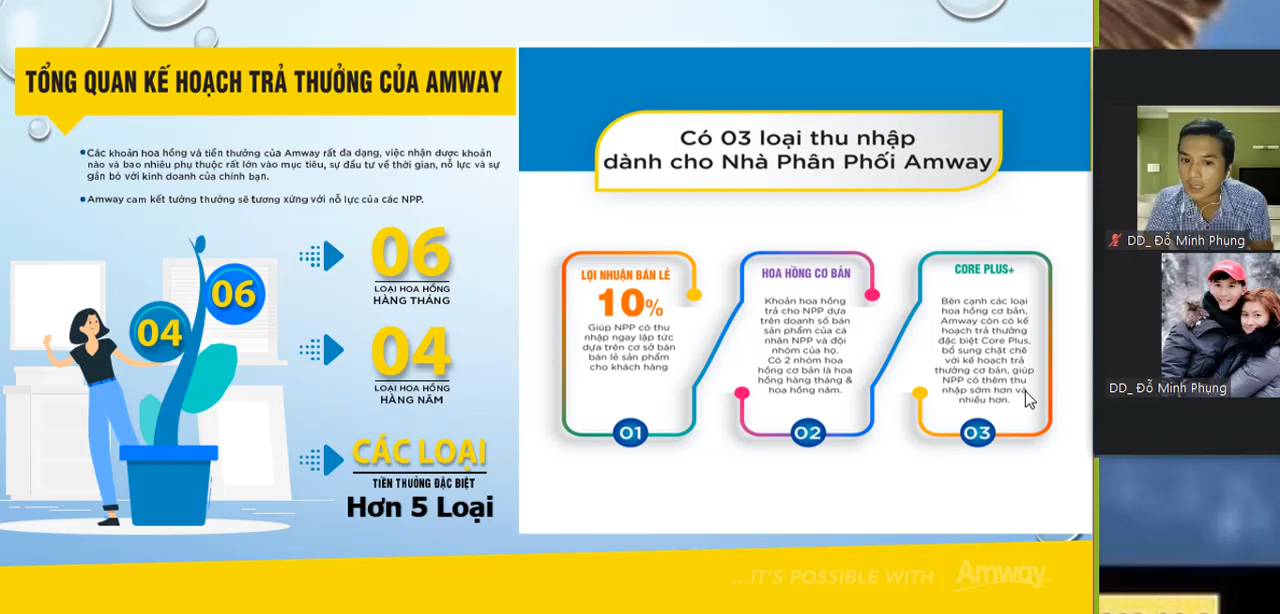 TỔNG QUAN KẾ HOẠCH TRẢ THƯỞNG CỦA AMWAY
Các khoản hoa hồng và tiền thưởng của Amway rất đa dạng, việc nhận được khoản
nào và bao nhiêu phụ thuộc rất lớn vào mục tiêu, sự đầu tư về thời gian, nỗ lực và sự
gắn bó với kinh doanh của chính bạn.
Amway cam kết tưởng thưởng sẽ tương xứng với nỗ lực của các NPP.
06
LOẠI HOA HỒNG
HÀNG THÁNG
04
06
04
LOẠI HOA HỒNG
HÀNG NĂM
CÁC LOẠI
TIỀN THƯỞNG ĐẶC BIỆT
Hơn 5 Loại
Có 03 loại thu nhập
dành cho Nhà Phân Phối Amway
LỢI NHUẬN BÁN LẺ
10%
Giúp NPP có thu
nhập ngay lập tức
dựa trên cơ sở bán
bán lẻ sản phẩm
cho khách hàng
01
HOA HỒNG CƠ BẢN
Khoản hoa hồng
trả cho NPP dựa
trên doanh số bán
sản phẩm của cá
nhân NPP và đội
nhóm của họ.
Có 2 nhóm hoa
hồng cơ bản là hoa
hồng hàng tháng &
hoa hồng năm.
02
CORE PLUS+
Bên cạnh các loại
hoa hồng cơ bản,
Amway còn có kế
hoạch trả thưởng
đặc biệt Core Plus,
bổ sung chặt chẽ
với kế hoạch trả
thưởng cơ bản, giúp
NPP có thêm thu
nhập sớm hơn và
nhiều hơn.
03
...IT'S POSSIBLE WITH Amway
DD_ Đỗ Minh Phụng
DD_ Đỗ Minh Phụng